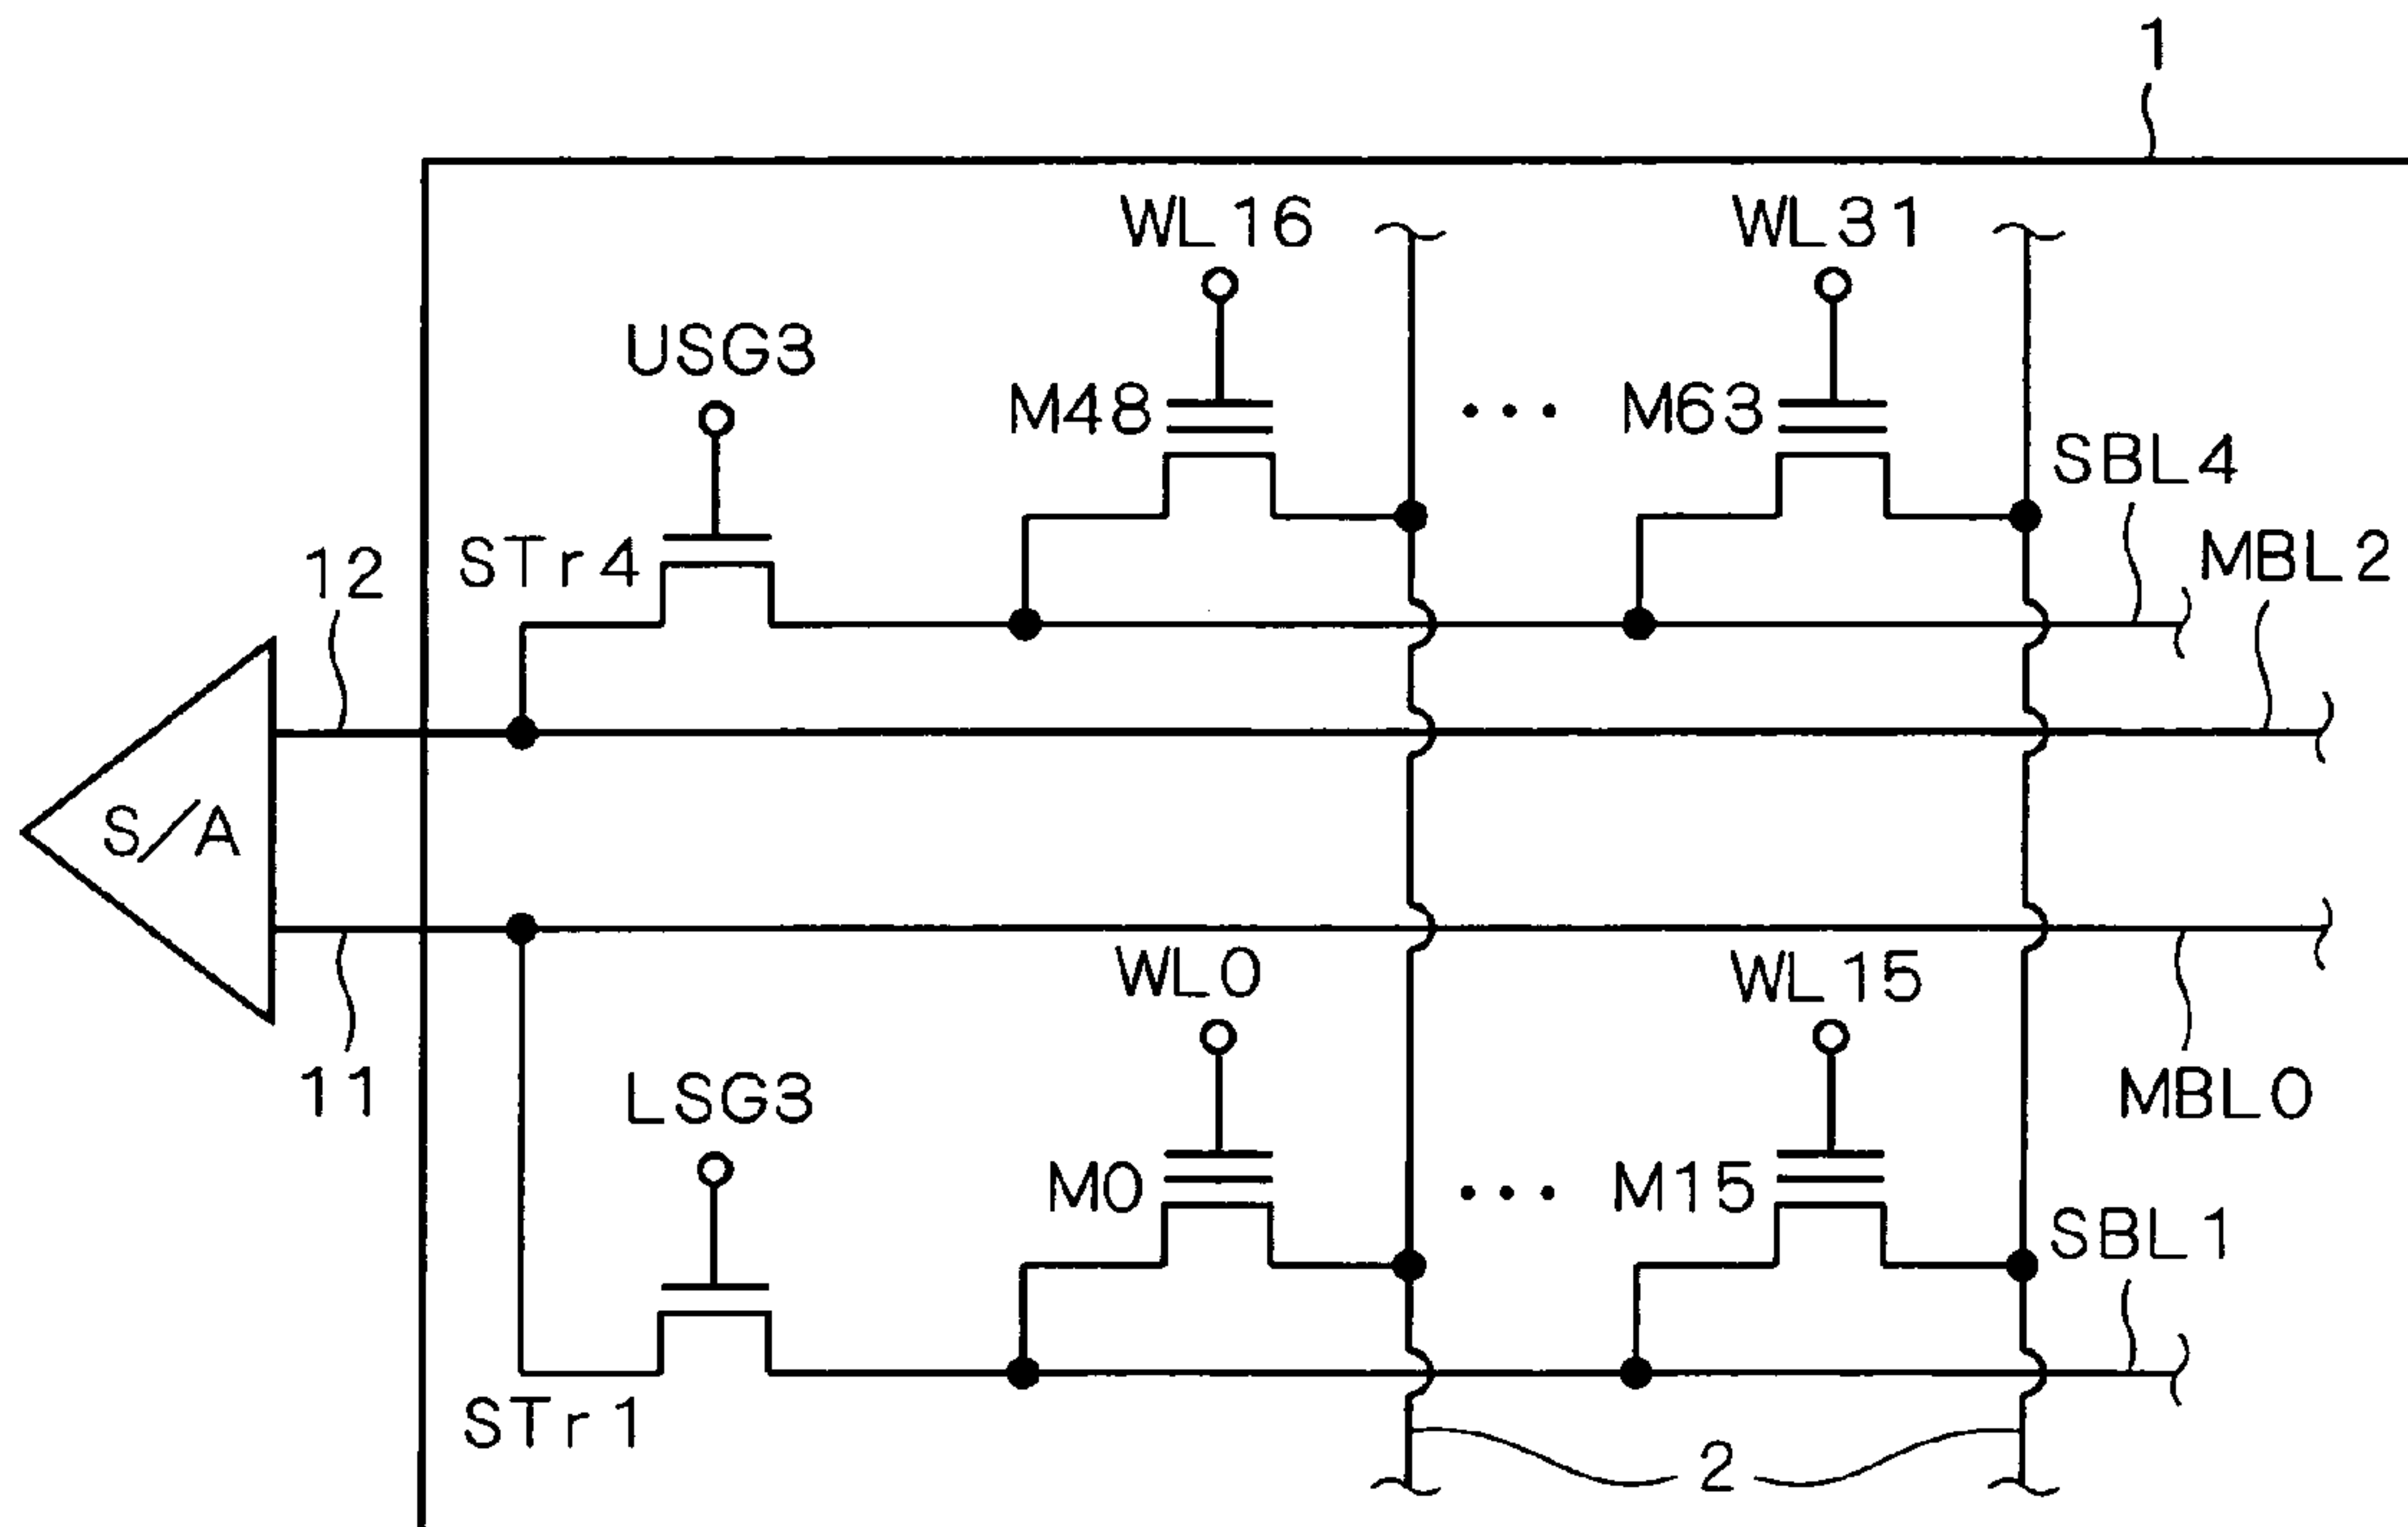 1
WL16
WL31
USG3
M48
M63
SBL4
MBL2
STr4
12
S/A
11
WL0
WL15
MBL0
LSG3
M0
M15
SBL1
STr1
2